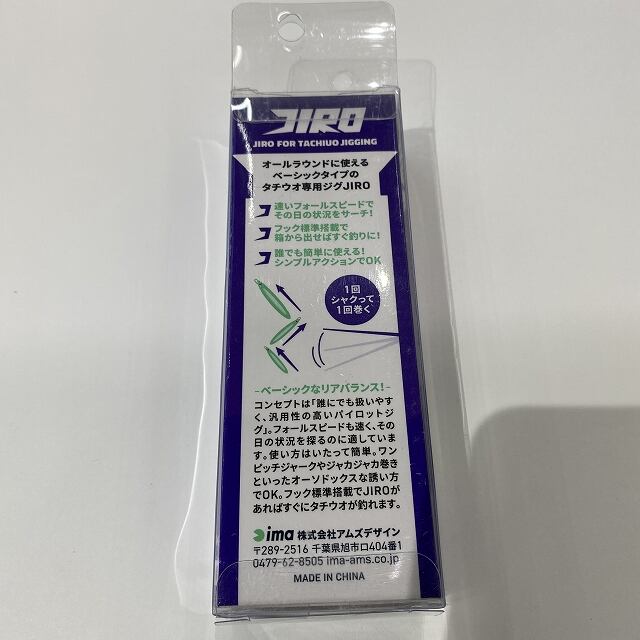 JIRO
JIRO FOR TACHIUO JIGGING
オールラウンドに使える
ベーシックタイプの
タチウオ専用ジグJIRO
速いフォールスピードで
その日の状況をサーチ!
フック標準搭載で
箱から出せばすぐ釣りに!
誰でも簡単に使える!
シンプルアクションでOK
1回
シャクって
1回巻く
-ベーシックなリアバランス!-
コンセプトは「誰にでも扱いやす
く、汎用性の高いパイロットジ
グ」。フォールスピードも速く、その
日の状況を探るのに適していま
す。使い方はいたって簡単。ワン
ピッチジャークやジャカジャカ巻き
といったオーソドックスな誘い方
でOK。フック標準搭載でJIROが
あればすぐにタチウオが釣れます。
ima 株式会社アムズデザイン
〒289-2516 千葉県旭市ロ404番1
0479-62-8505 ima-ams.co.jp
MADE IN CHINA